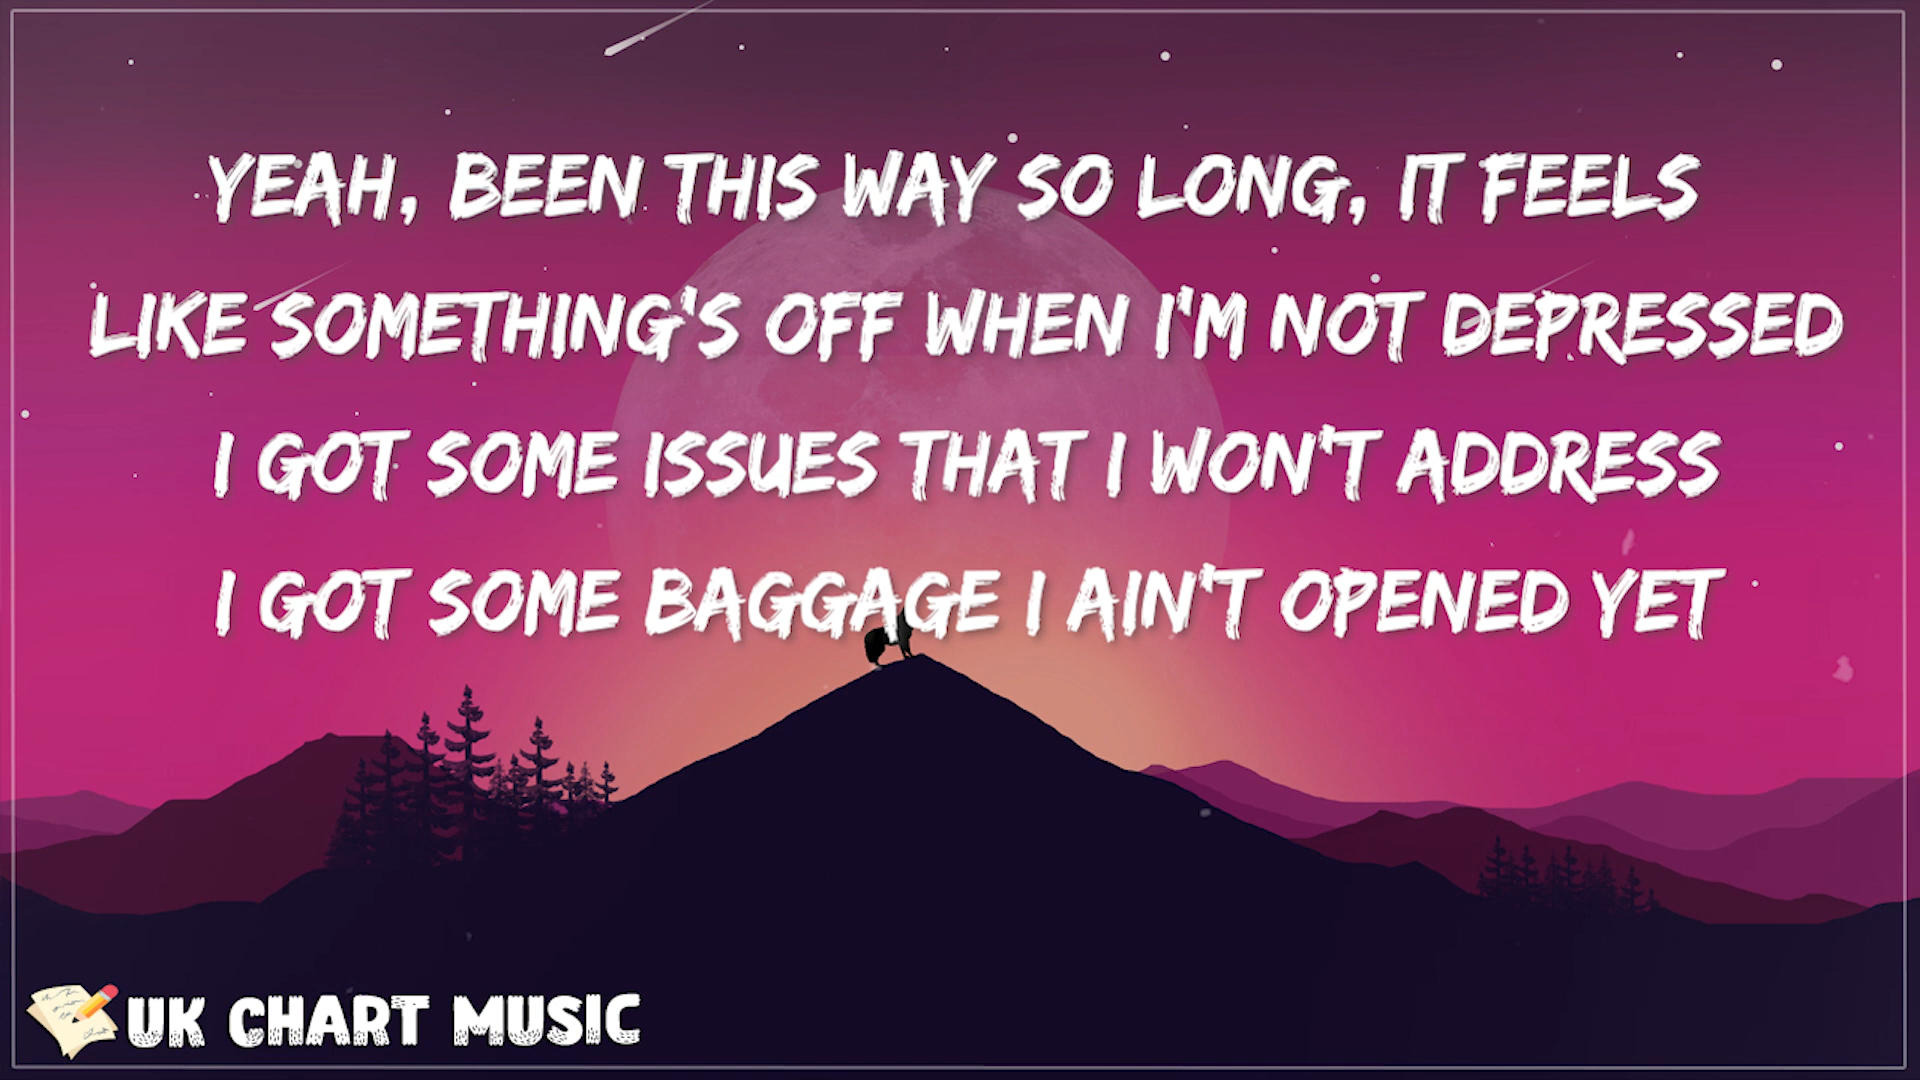 YEAH, BEEN THIS WAY SO LONG, IT FEELS
LIKE SOMETHING'S OFF WHEN I'M NOT DEPRESSED
I GOT SOME ISSUES THAT I WON'T ADDRESS
I GOT SOME BAGGAGE I AIN'T OPENED YET
UK CHART MUSIC